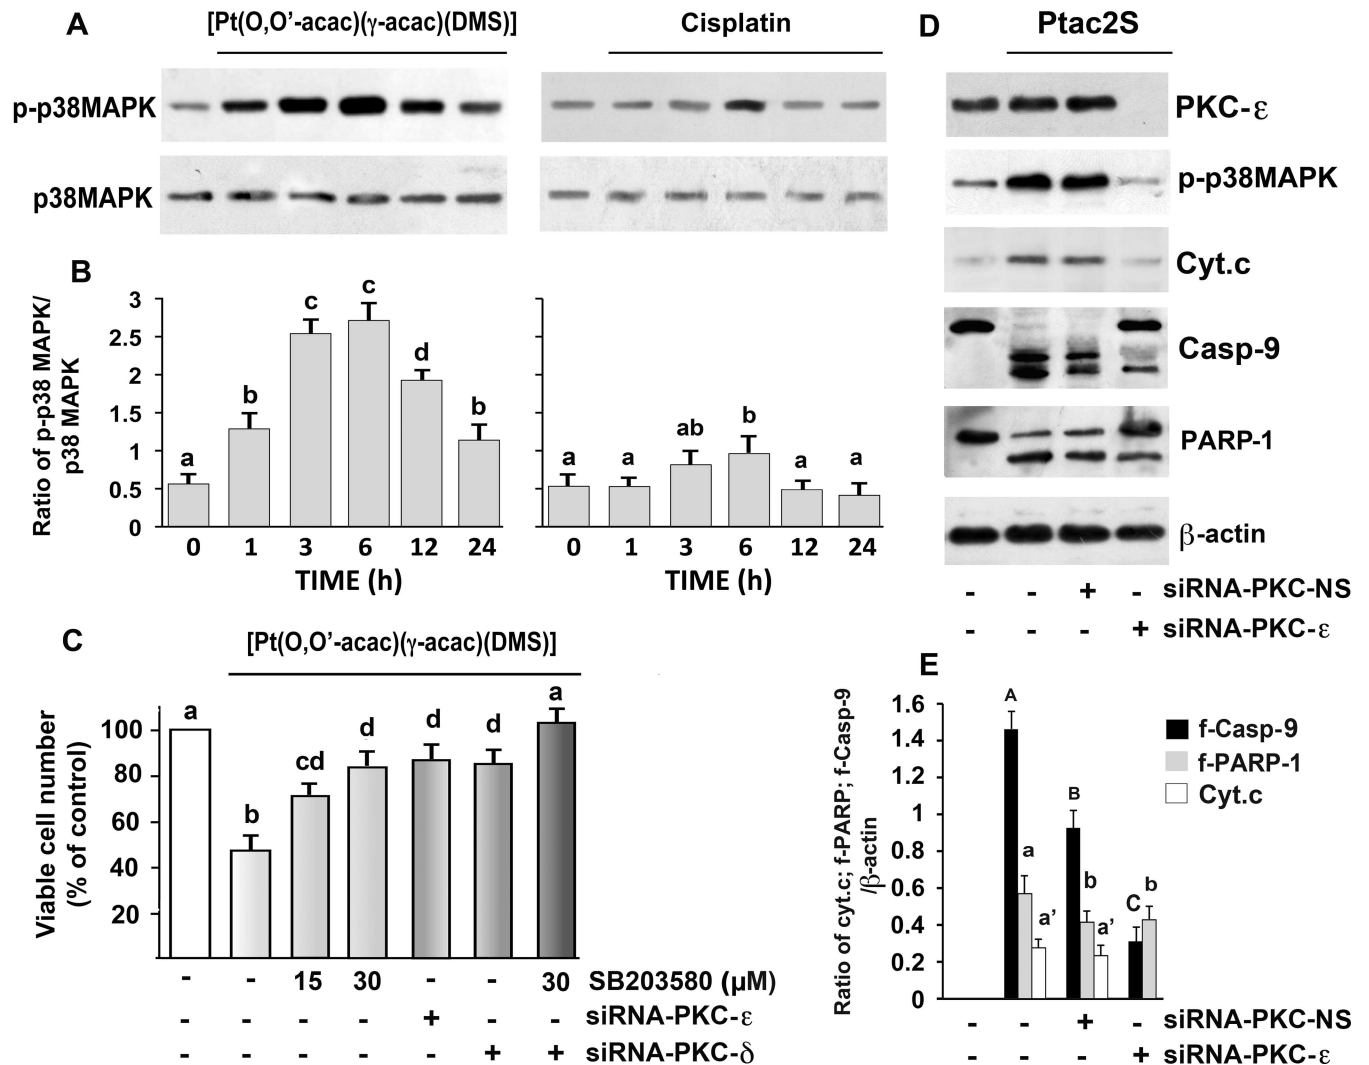 A
[Pt(O,O'-acac)(γ-acac)(DMS)]
Cisplatin
p-p38MAPK
p38MAPK
B
Ratio of p-p38 MAPK/
p38 MAPK
3
2.5
2
1.5
1
0.5
0
a
b
c
c
d
b
a
a
ab
b
a
a
0 1 3 6 12 24
0 1 3 6 12 24
TIME (h)
TIME (h)
C
[Pt(O,O'-acac)(γ-acac)(DMS)]
Viable cell number
(% of control)
100
80
60
40
20
a
b
cd
d
d
d
a
- - 15 30 - - 30 SB203580 (µM)
- - - - + - - siRNA-PKC-ε
- - - - - + + siRNA-PKC-δ
D
Ptac2S
PKC-ε
p-p38MAPK
Cyt.c
Casp-9
PARP-1
β-actin
- - + - siRNA-PKC-NS
- - - + siRNA-PKC-ε
E
Ratio of cyt.c; f-PARP; f-Casp-9
/β-actin
1.6
1.4
1.2
1
0.8
0.6
0.4
0.2
0
A
a
a'
B
b
a'
C
b
f-Casp-9
f-PARP-1
Cyt.c
- - + - siRNA-PKC-NS
- - - + siRNA-PKC-ε